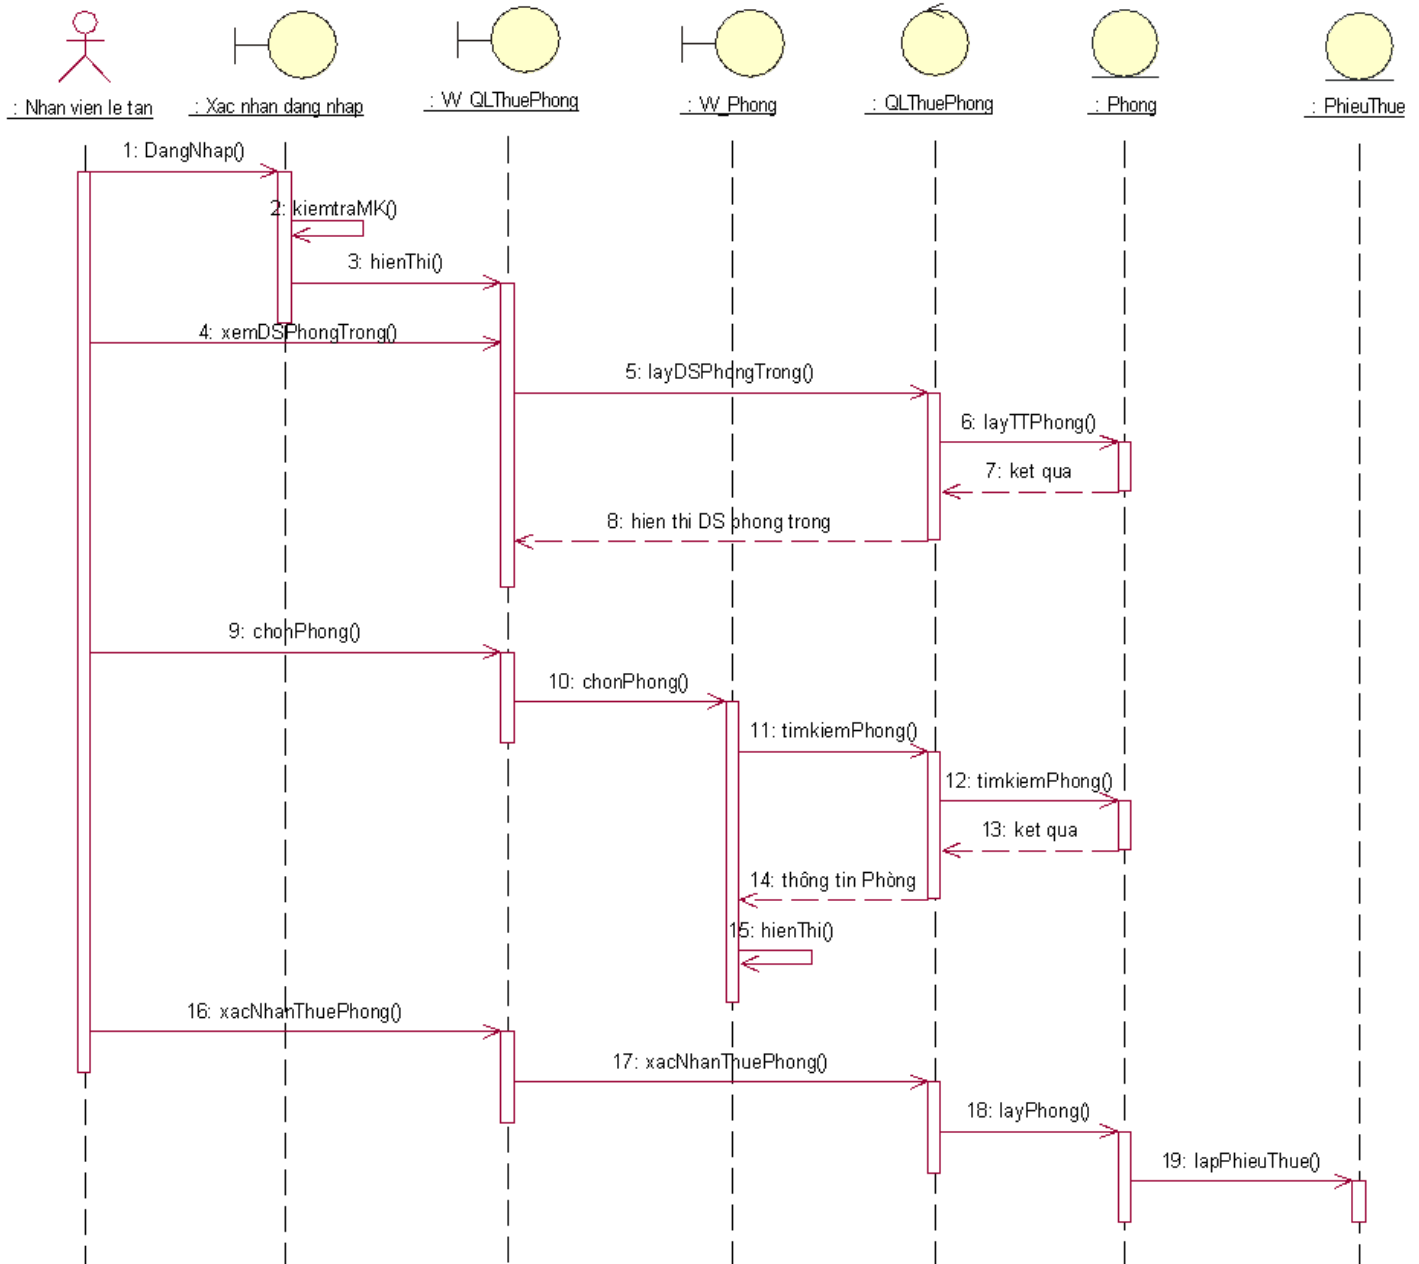 : Nhan vien le tan
: Xac nhan dang nhap
: W_QLThuePhong
: W_Phong
: QLThuePhong
: Phong
: PhieuThue
1: DangNhap()
2: kiemtraMK()
3: hienThi()
4: xemDSPhongTrong()
5: layDSPhongTrong()
6: layTTPhong()
7: ket qua
8: hien thi DS phong trong
9: chonPhong()
10: chonPhong()
11: timkiemPhong()
12: timkiemPhong()
13: ket qua
14: thông tin Phòng
15: hienThi()
16: xacNhanThuePhong()
17: xacNhanThuePhong()
18: layPhong()
19: lapPhieuThue()